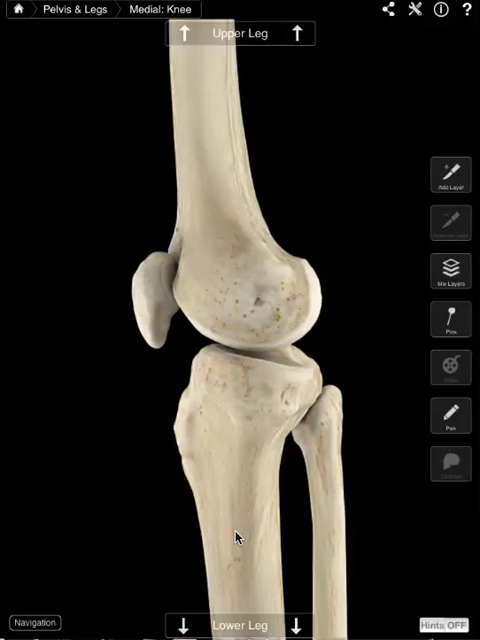 Pelvis & Legs
Medial: Knee
?
Upper Leg
Add Layer
Mix Layers
Pins
Pen
Lower Leg
Navigation
Hints OFF